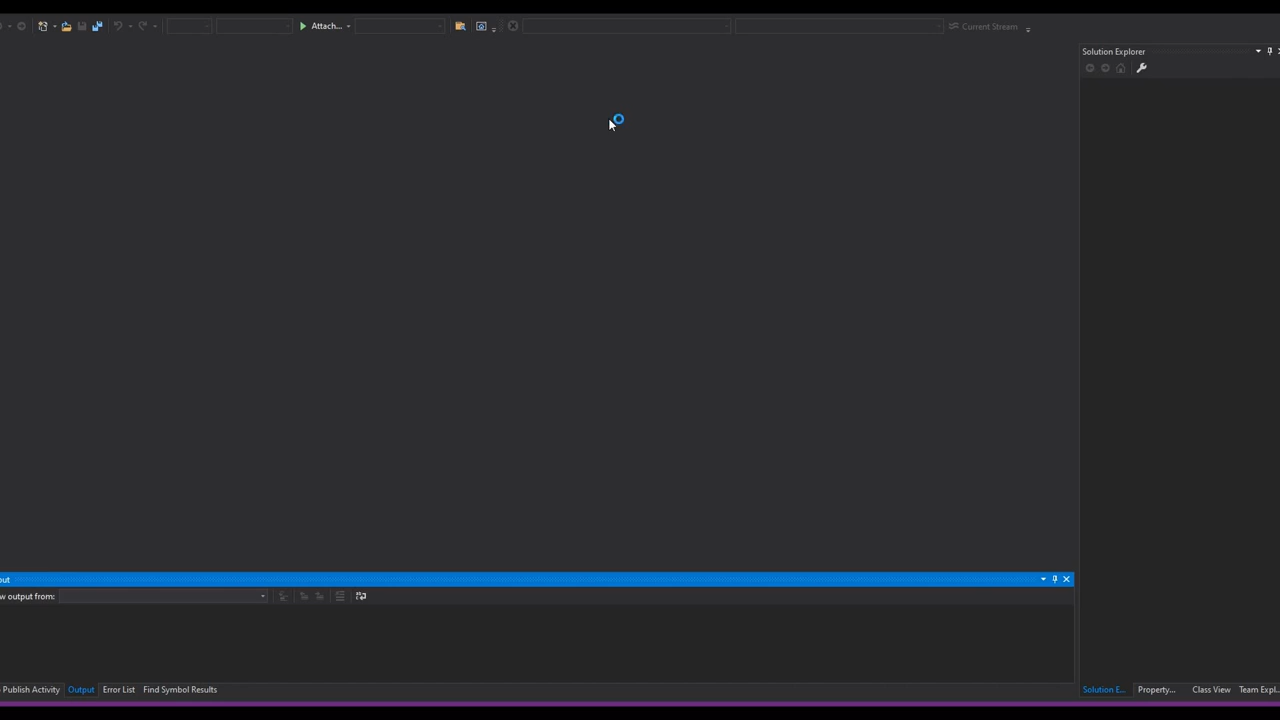 Attach...
Current Stream
Solution Explorer
put
w output from:
Publish Activity
Output
Error List
Find Symbol Results
Solution E...
Property...
Class View
Team Expl...